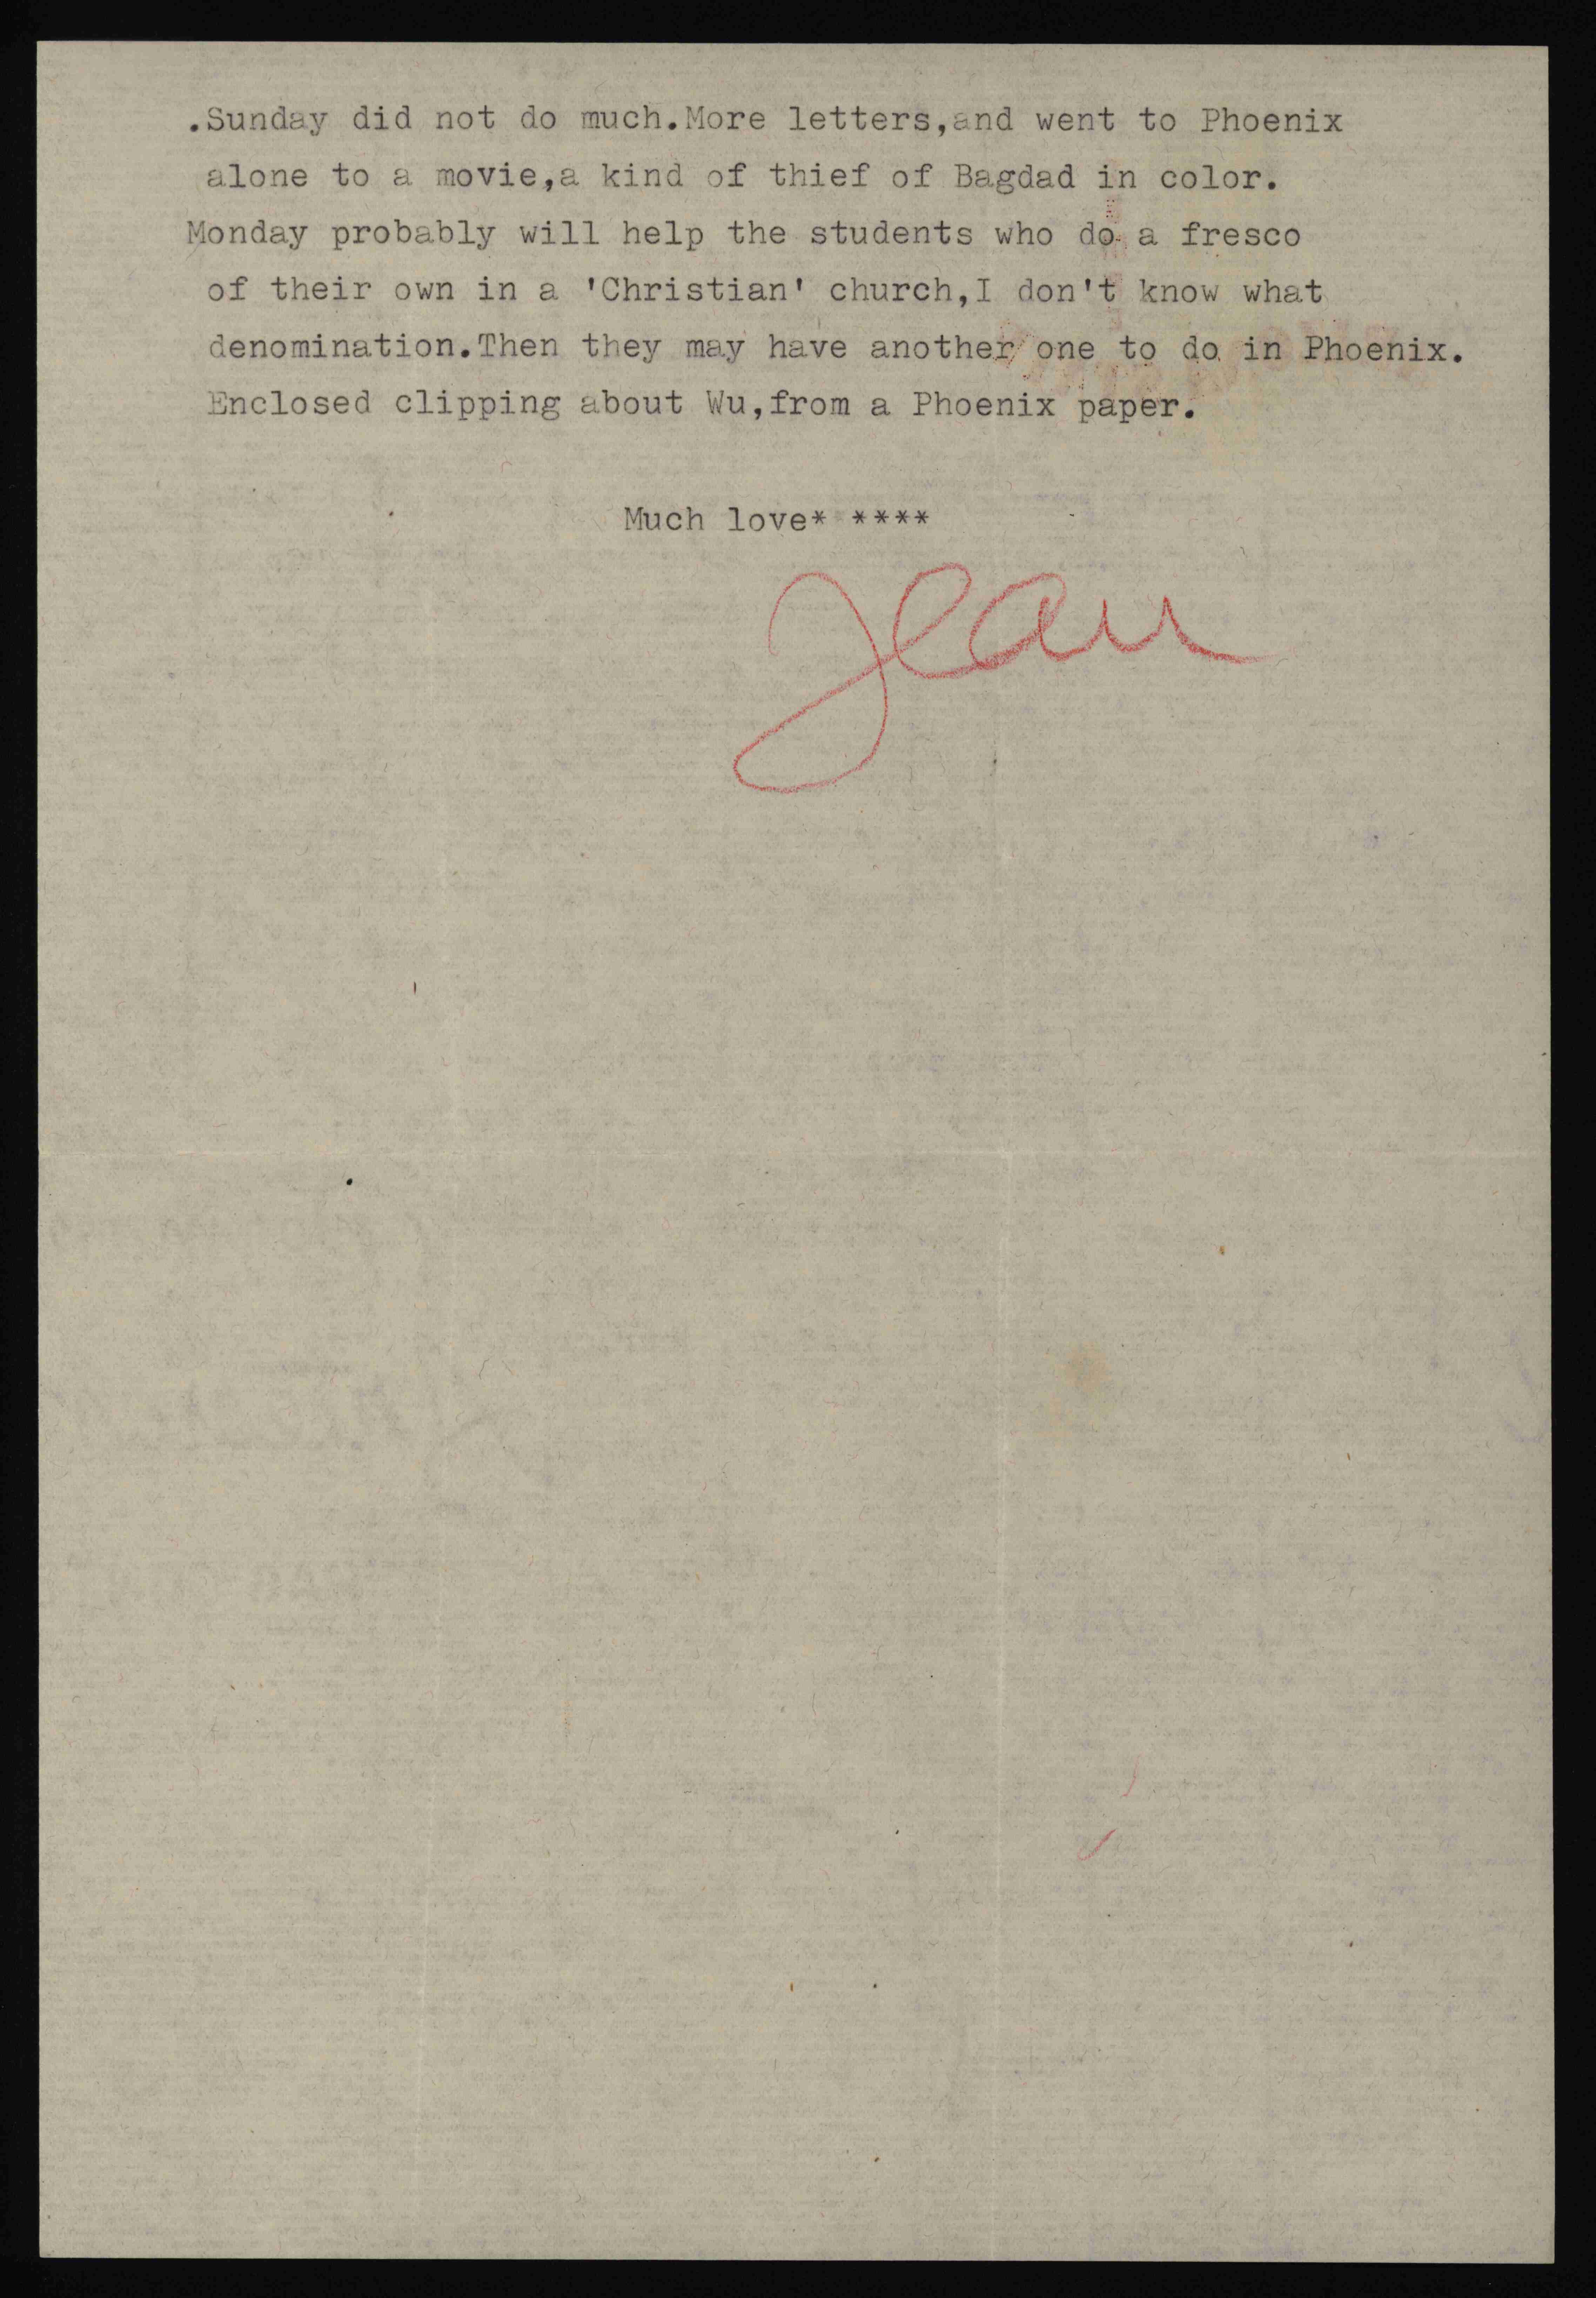 .Sunday did not do much.More letters,and went to Phoenix
alone to a movie,a kind of thief of Bagdad in color.
Monday probably will help the students who do a fresco
of their own in a 'Christian' church,I don't know what
denomination.Then they may have another one to do in Phoenix.
Enclosed clipping about Wu,from a Phoenix paper.
Much love* ****
Jean